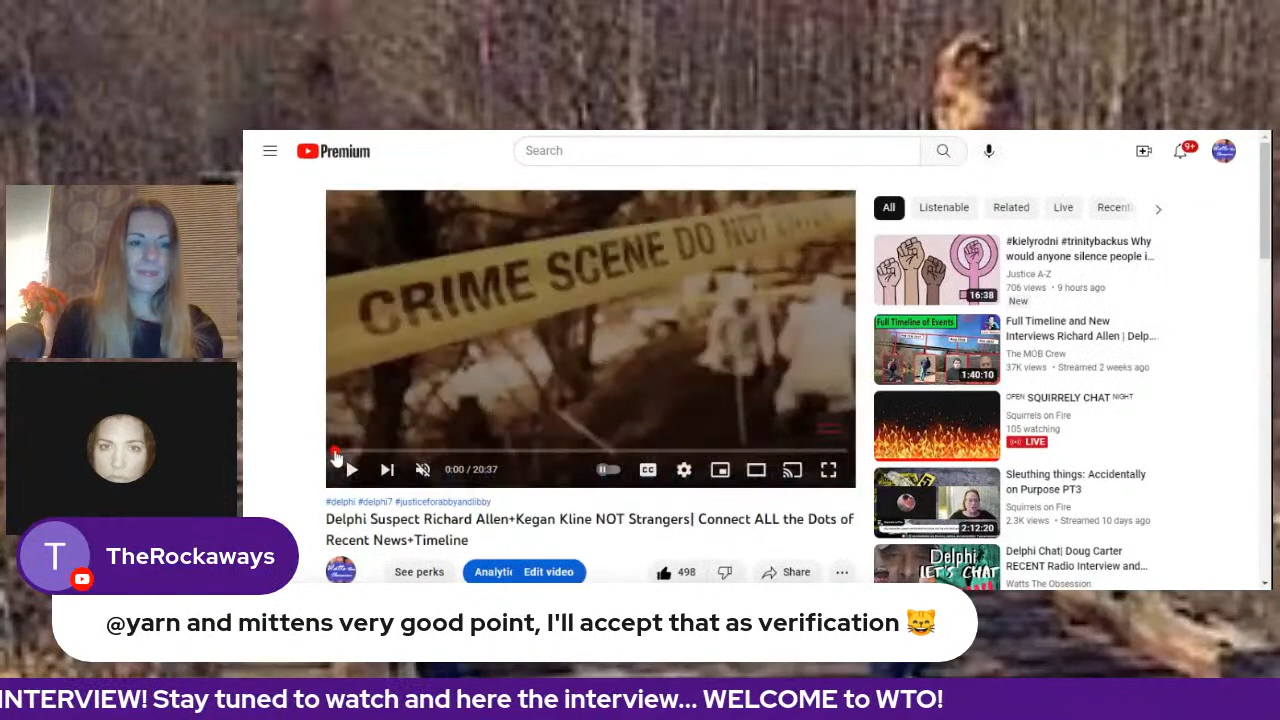 Premium
Search
9+
CRIME SCENE DO NOT
0:00 / 20:37
CC
#delphi #delphi7 #justiceforabbyandlibby
Delphi Suspect Richard Allen+Kegan Kline NOT Strangers| Connect ALL the Dots of
Recent News+Timeline
See perks
Analytic
Edit video
498
Share
All
Listenable
Related
Live
Recent
#kielyrodni #trinitybackus Why
would anyone silence people i...
Justice A-Z
706 views • 9 hours ago
New
16:38
Full Timeline of Events
Full Timeline and New
Interviews Richard Allen | Delp...
The MOB Crew
37K views • Streamed 2 weeks ago
1:40:10
OPEN SQUIRRELY CHAT NIGHT
Squirrels on Fire
105 watching
LIVE
Sleuthing things: Accidentally
on Purpose PT3
Squirrels on Fire
2.3K views • Streamed 10 days ago
2:12:20
Delphi
LET'S CHAT
Delphi Chat| Doug Carter
RECENT Radio Interview and...
Watts The Obsession
T
TheRockaways
@yarn and mittens very good point, I'll accept that as verification 😸
INTERVIEW! Stay tuned to watch and here the interview... WELCOME to WTO!